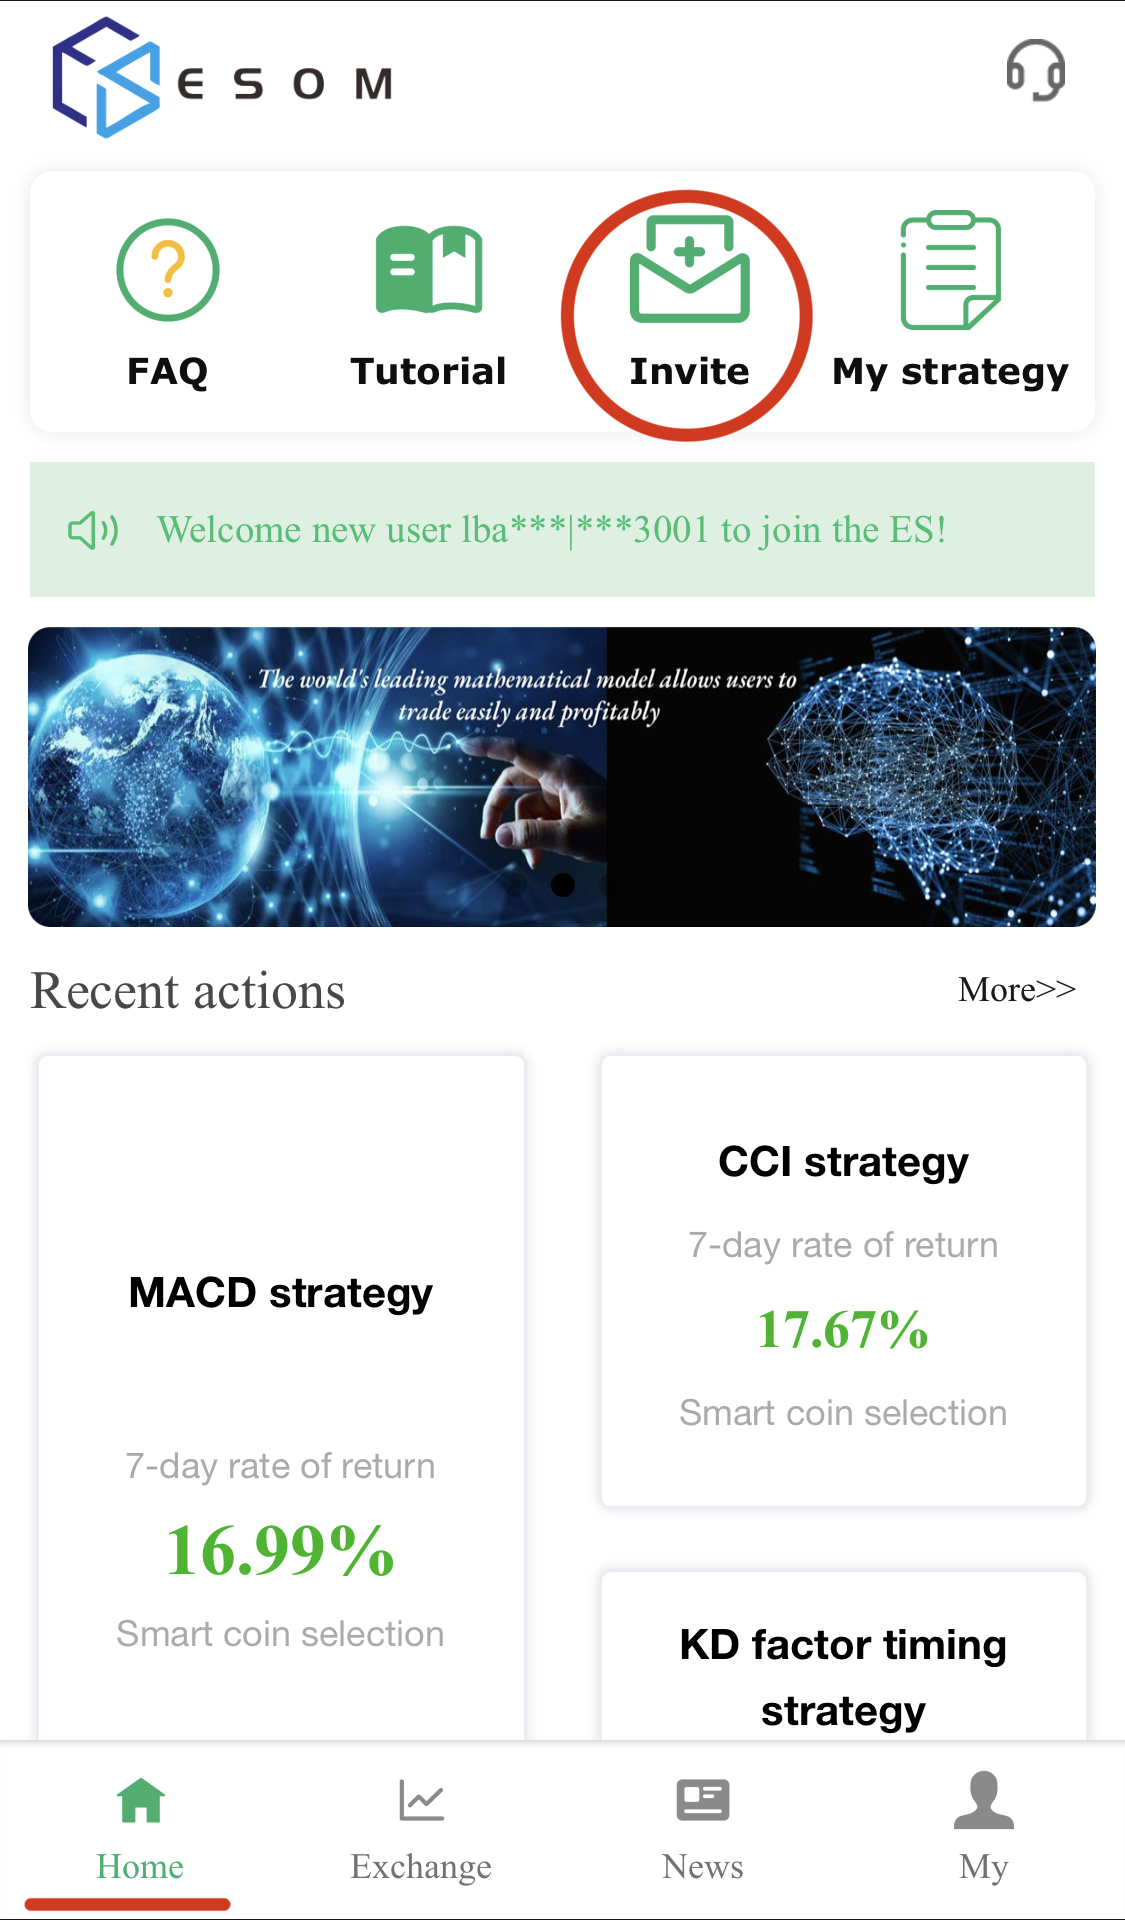 ESOM
FAQ
Tutorial
Invite
My strategy
Welcome new user lba***|***3001 to join the ES!
The world's leading mathematical model allows users to
trade easily and profitably
Recent actions
More>>
MACD strategy
7-day rate of return
16.99%
Smart coin selection
CCI strategy
7-day rate of return
17.67%
Smart coin selection
KD factor timing
strategy
Home
Exchange
News
My